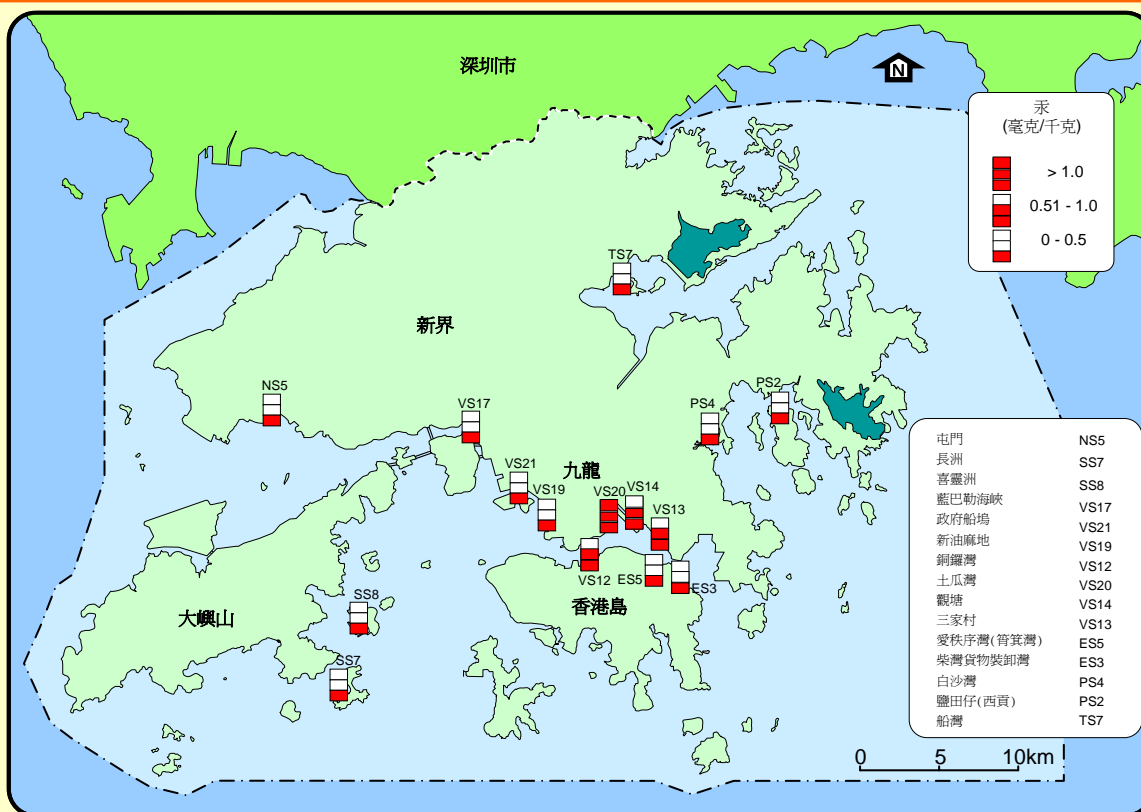 深圳市
N
汞
(毫克/千克)
> 1.0
0.51 - 1.0
0 - 0.5
TS7
新界
NS5
VS17
PS4
PS2
九龍
VS21
VS19
VS20
VS14
VS13
VS12
ES5
ES3
香港島
大嶼山
SS8
SS7
屯門 NS5
長洲 SS7
喜靈洲 SS8
藍巴勒海峽 VS17
政府船塢 VS21
新油麻地 VS19
銅鑼灣 VS12
土瓜灣 VS20
觀塘 VS14
三家村 VS13
愛秩序灣(筲箕灣) ES5
柴灣貨物裝卸灣 ES3
白沙灣 PS4
鹽田仔(西貢) PS2
船灣 TS7
0 5 10km